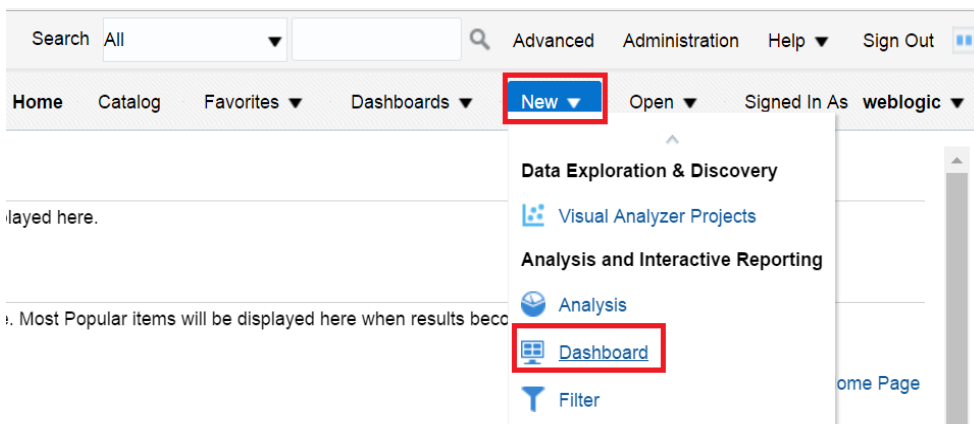 Search All Advanced Administration Help Sign Out
Home Catalog Favorites Dashboards New Open Signed In As weblogic
Data Exploration & Discovery
layed here.
Visual Analyzer Projects
Analysis and Interactive Reporting
Analysis
. Most Popular items will be displayed here when results beco
Dashboard
ome Page
Filter